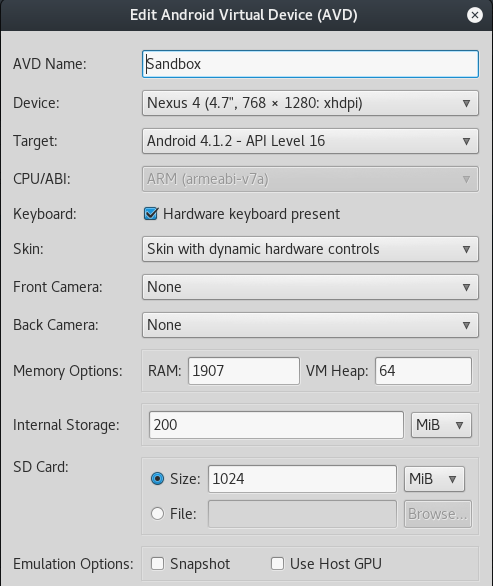 Edit Android Virtual Device (AVD)
AVD Name: Sandbox
Device: Nexus 4 (4.7", 768 × 1280: xhdpi)
Target: Android 4.1.2 - API Level 16
CPU/ABI: ARM (armeabi-v7a)
Keyboard: Hardware keyboard present
Skin: Skin with dynamic hardware controls
Front Camera: None
Back Camera: None
Memory Options: RAM: 1907 VM Heap: 64
Internal Storage: 200 MiB
SD Card:
Size: 1024 MiB
File: Browse...
Emulation Options: Snapshot Use Host GPU